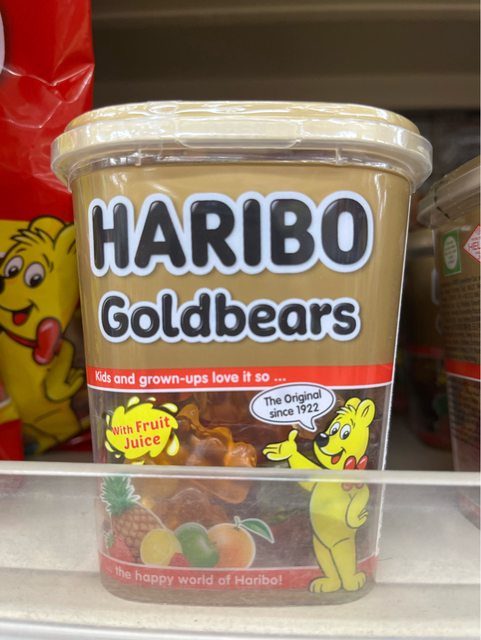 HARIBO
Goldbears
Kids and grown-ups love it so ...
The Original
since 1922
With Fruit
Juice
... the happy world of Haribo!